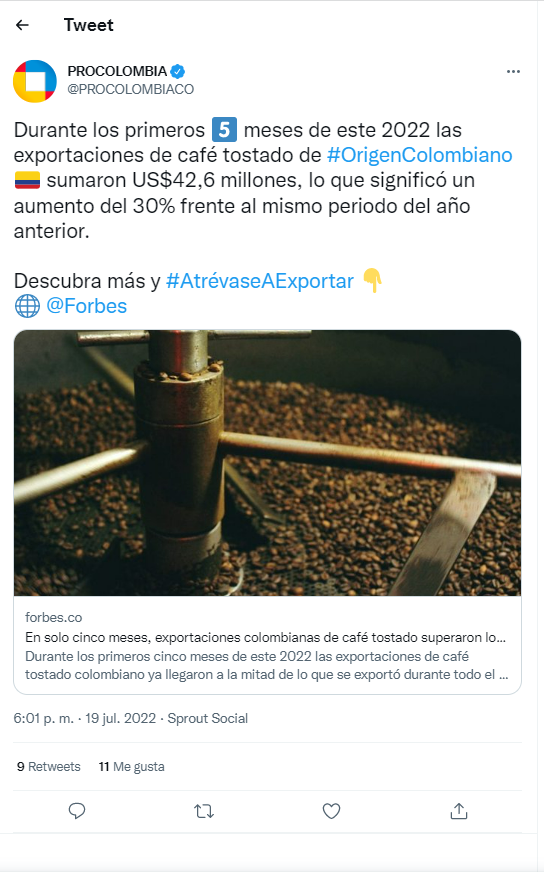 Tweet
PROCOLOMBIA
@PROCOLOMBIACO
Durante los primeros 5️⃣ meses de este 2022 las
exportaciones de café tostado de #OrigenColombiano
🇨🇴 sumaron US$42,6 millones, lo que significó un
aumento del 30% frente al mismo periodo del año
anterior.
Descubra más y #AtrévaseAExportar 👇
🌐 @Forbes
forbes.co
En solo cinco meses, exportaciones colombianas de café tostado superaron lo...
Durante los primeros cinco meses de este 2022 las exportaciones de café
tostado colombiano ya llegaron a la mitad de lo que se exportó durante todo el ...
6:01 p. m. · 19 jul. 2022 · Sprout Social
9 Retweets 11 Me gusta